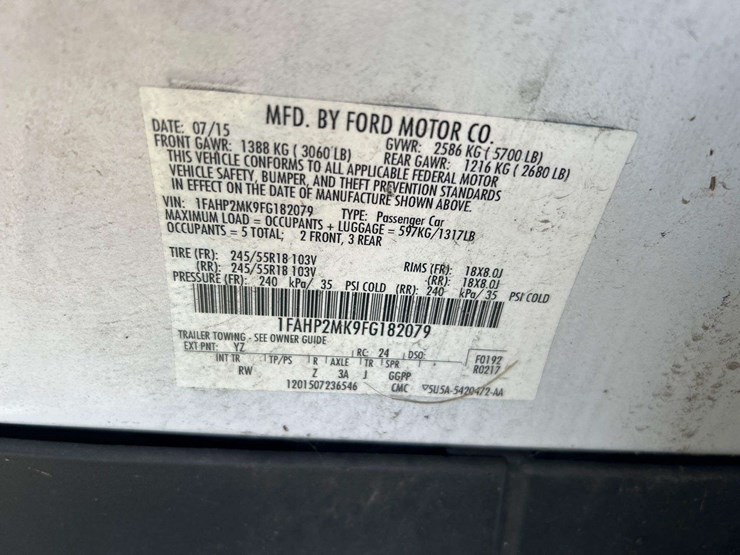 MFD. BY FORD MOTOR CO.
DATE: 07/15 GVWR: 2586 KG ( 5700 LB)
FRONT GAWR: 1388 KG ( 3060 LB) REAR GAWR: 1216 KG ( 2680 LB)
THIS VEHICLE CONFORMS TO ALL APPLICABLE FEDERAL MOTOR
VEHICLE SAFETY, BUMPER, AND THEFT PREVENTION STANDARDS
IN EFFECT ON THE DATE OF MANUFACTURE SHOWN ABOVE.
VIN: 1FAHP2MK9FG182079 TYPE: Passenger Car
MAXIMUM LOAD = OCCUPANTS + LUGGAGE = 597KG/1317LB
OCCUPANTS = 5 TOTAL; 2 FRONT, 3 REAR
TIRE (FR): 245/55R18 103V RIMS (FR): 18X8.0J
(RR): 245/55R18 103V (RR): 18X8.0J
PRESSURE (FR): 240 kPa/ 35 PSI COLD (RR): 240 kPa/ 35 PSI COLD
1FAHP2MK9FG182079
TRAILER TOWING - SEE OWNER GUIDE
EXT PNT: YZ RC: 24 DSO: F0192
INT TR TP/PS R AXLE TR SPR R0217
RW Z 3A J GGPP
1201507236546 CMC